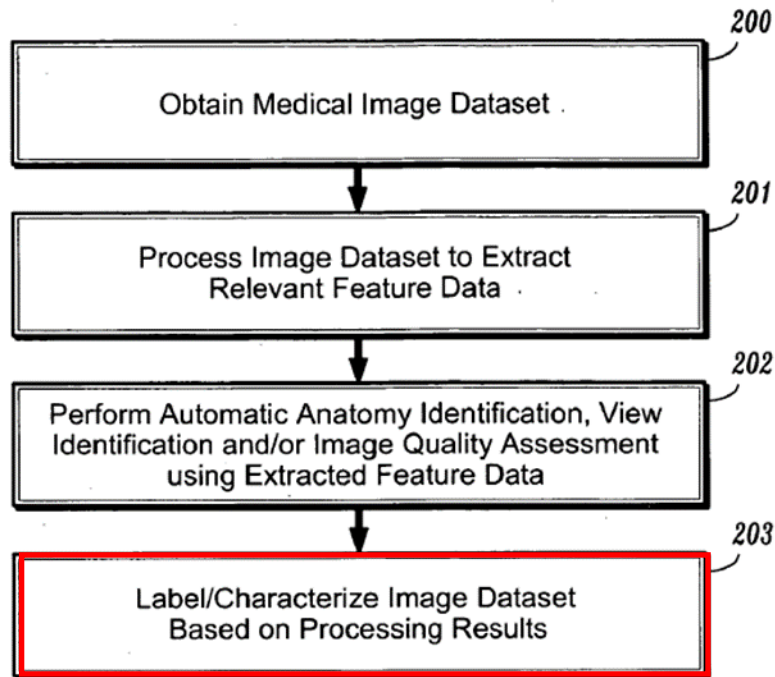 200
Obtain Medical Image Dataset
201
Process Image Dataset to Extract
Relevant Feature Data
202
Perform Automatic Anatomy Identification, View
Identification and/or Image Quality Assessment
using Extracted Feature Data
203
Label/Characterize Image Dataset
Based on Processing Results